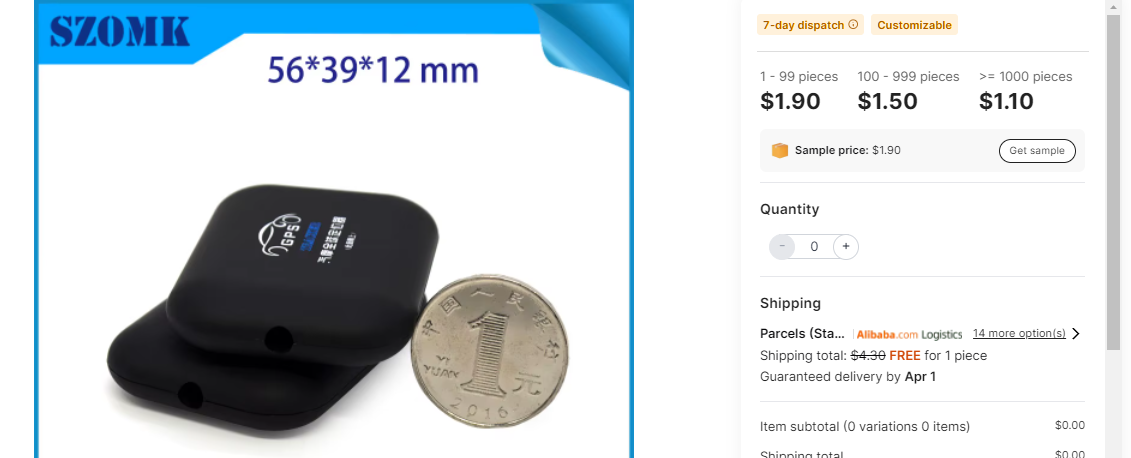 SZOMK
56*39*12 mm
GPS
中国人民银行
1
YI YUAN
元
2016
7-day dispatch
Customizable
1 - 99 pieces
$1.90
100 - 999 pieces
$1.50
>= 1000 pieces
$1.10
Sample price: $1.90
Get sample
Quantity
- 0 +
Shipping
Parcels (Sta... Alibaba.com Logistics 14 more option(s)
Shipping total: $4.30 FREE for 1 piece
Guaranteed delivery by Apr 1
Item subtotal (0 variations 0 items) $0.00
Shipping total $0.00